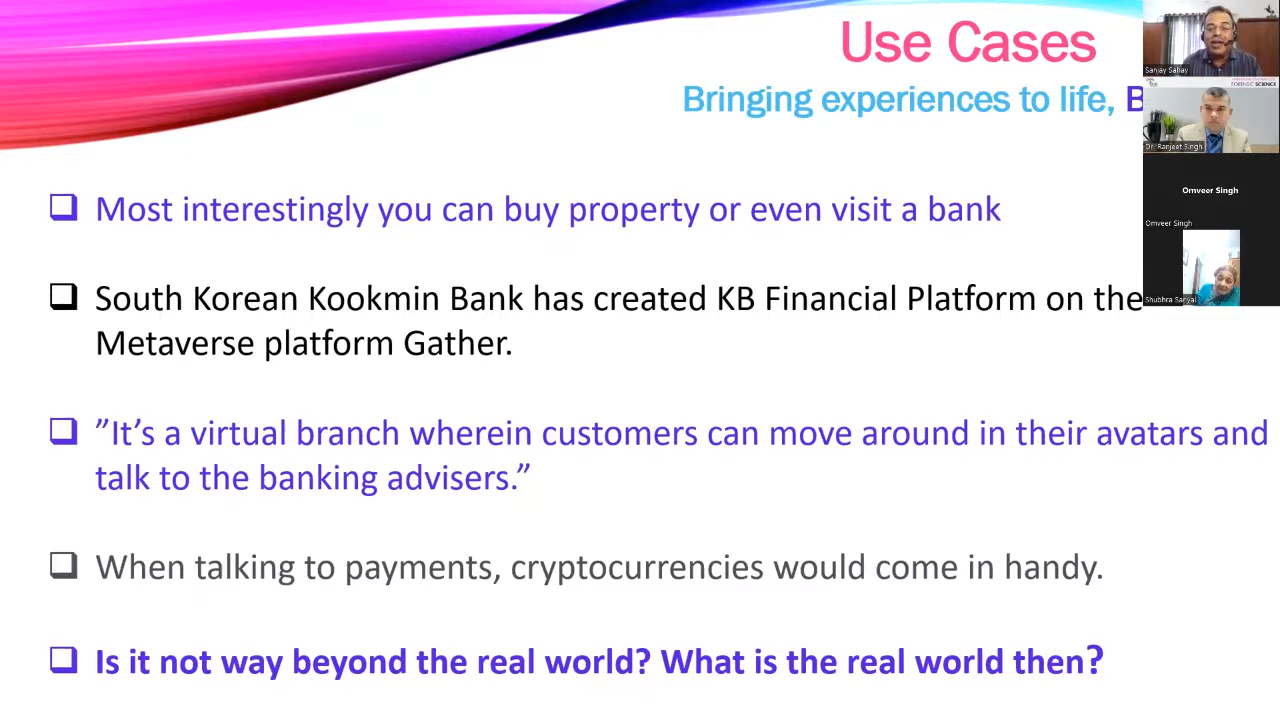 Use Cases
Bringing experiences to life, B
Most interestingly you can buy property or even visit a bank
South Korean Kookmin Bank has created KB Financial Platform on the
Metaverse platform Gather.
”It’s a virtual branch wherein customers can move around in their avatars and
talk to the banking advisers.”
When talking to payments, cryptocurrencies would come in handy.
Is it not way beyond the real world? What is the real world then?
Sanjay Sahay
FORENSIC SCIENCE
Dr. Ranjeet Singh
Omveer Singh
Omveer Singh
Shubhra Sanyal